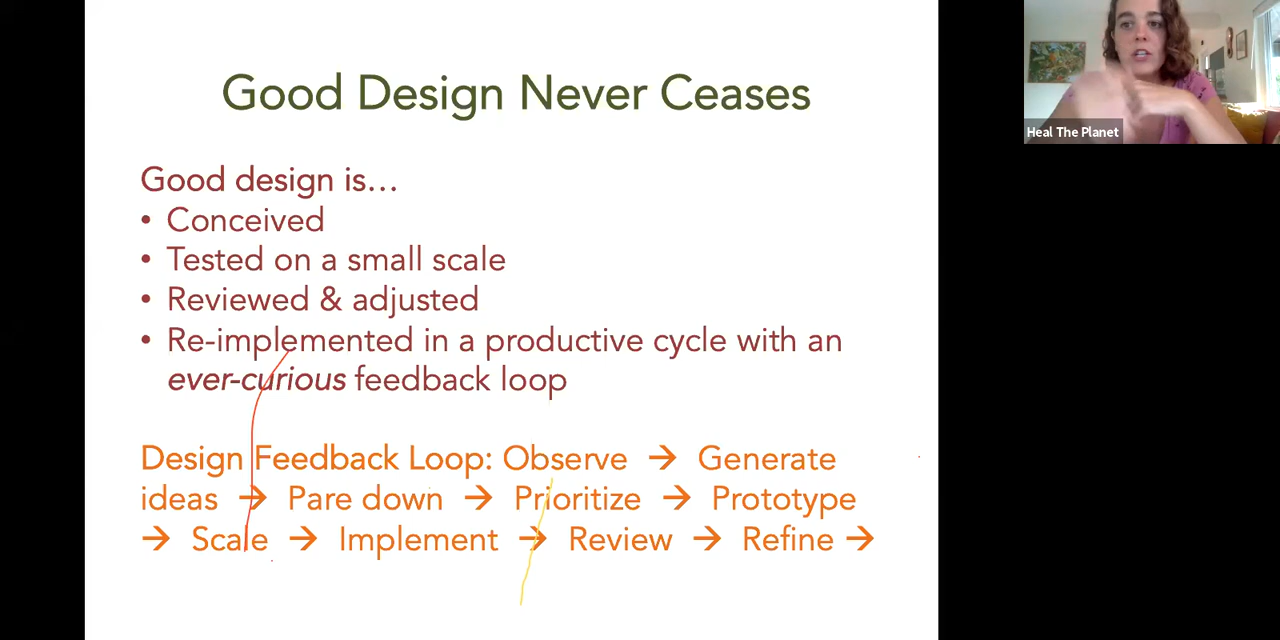 Good Design Never Ceases
Good design is…
• Conceived
• Tested on a small scale
• Reviewed & adjusted
• Re-implemented in a productive cycle with an
ever-curious feedback loop
Design Feedback Loop: Observe → Generate
ideas → Pare down → Prioritize → Prototype
→ Scale → Implement → Review → Refine →
Heal The Planet